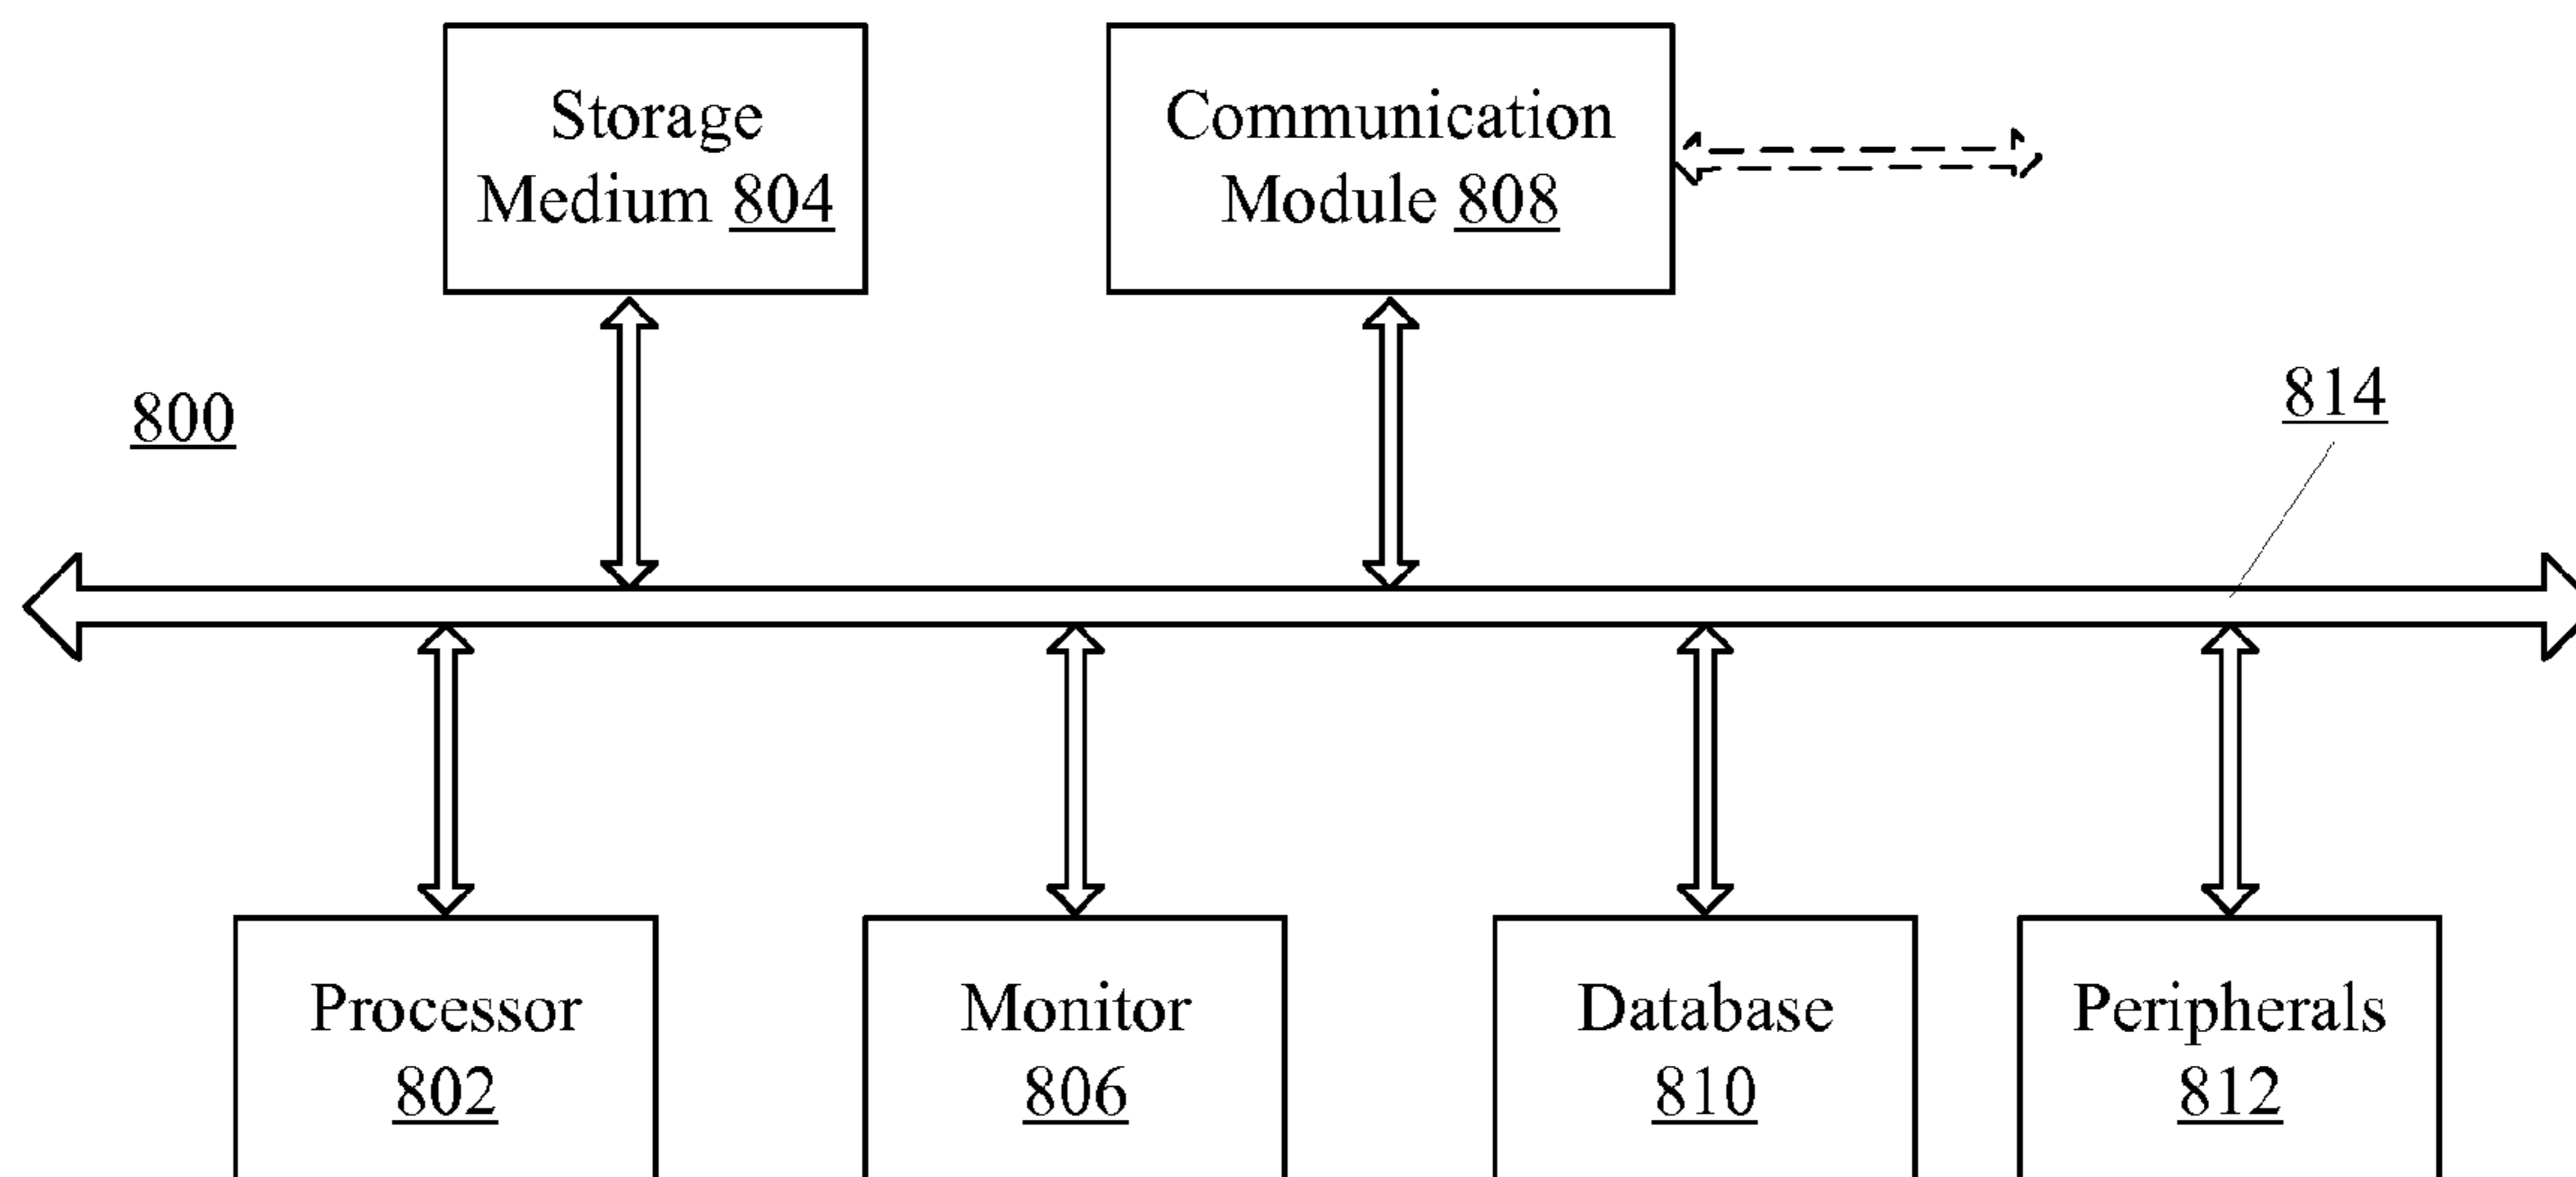 Storage
Medium 804
Communication
Module 808
800
814
Processor
802
Monitor
806
Database
810
Peripherals
812